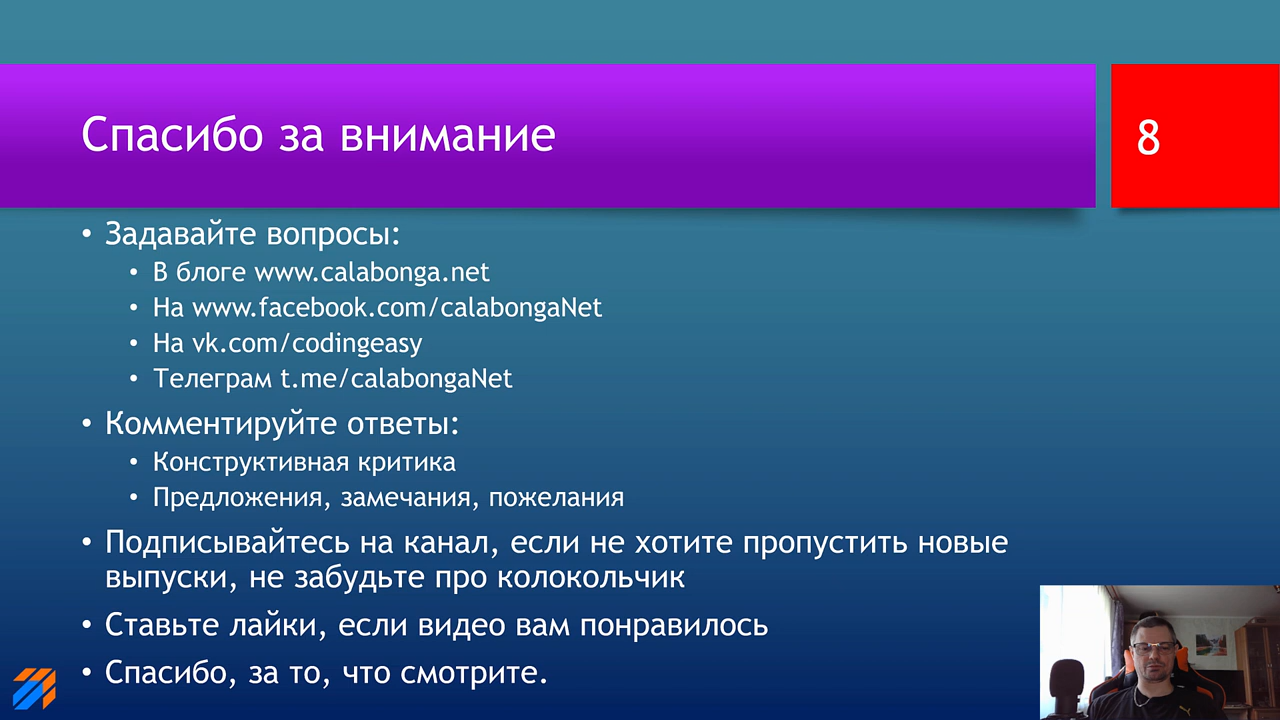 Спасибо за внимание
8
• Задавайте вопросы:
• В блоге www.calabonga.net
• На www.facebook.com/calabongaNet
• На vk.com/codingeasy
• Телеграм t.me/calabongaNet
• Комментируйте ответы:
• Конструктивная критика
• Предложения, замечания, пожелания
• Подписывайтесь на канал, если не хотите пропустить новые
выпуски, не забудьте про колокольчик
• Ставьте лайки, если видео вам понравилось
• Спасибо, за то, что смотрите.